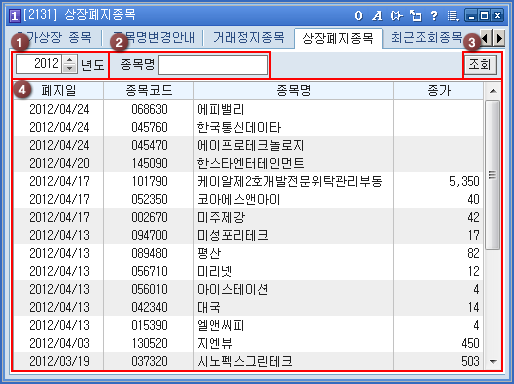 1 [2131] 상장폐지종목
가상장 종목 종목명변경안내 거래정지종목 상장폐지종목 최근조회종목
1 2 3
2012 년도 종목명 조회
4
폐지일 종목코드 종목명 종가
2012/04/24 068630 에피밸리
2012/04/24 045760 한국통신데이타
2012/04/24 045470 에이프로테크놀로지
2012/04/20 145090 한스타엔터테인먼트
2012/04/17 101790 케이알제2호개발전문위탁관리부동 5,350
2012/04/17 052350 코아에스앤아이 40
2012/04/17 002670 미주제강 42
2012/04/13 094700 미성포리테크 17
2012/04/13 089480 평산 82
2012/04/13 056710 미리넷 12
2012/04/13 056010 아이스테이션 4
2012/04/13 042340 대국 14
2012/04/13 015390 엘앤씨피 4
2012/04/03 130520 지엔뷰 450
2012/03/19 037320 시노펙스그린테크 503